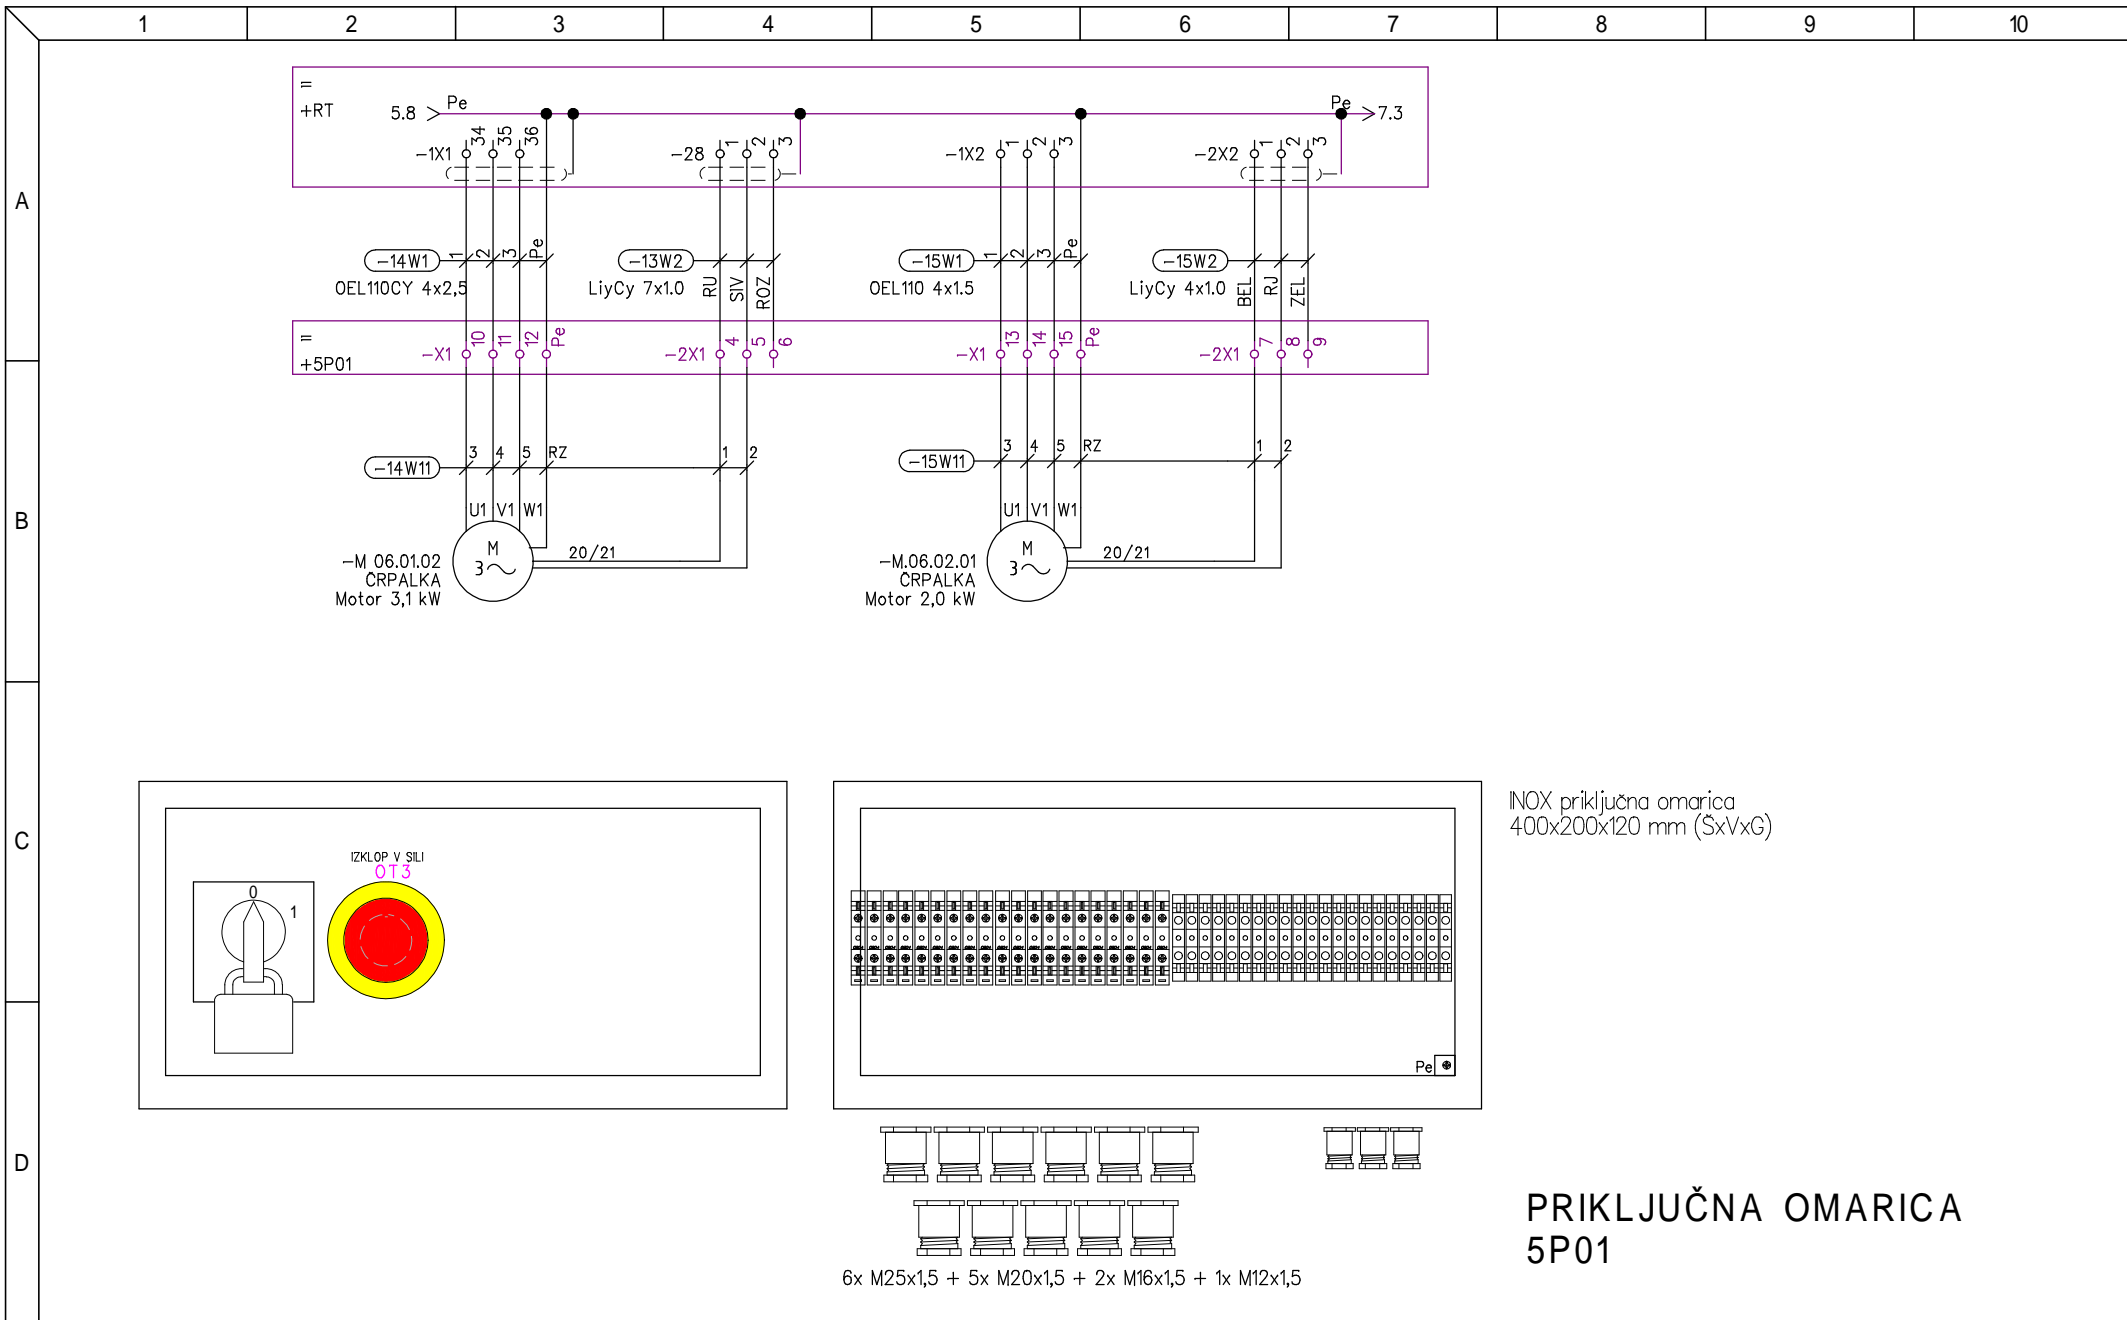 1 2 3 4 5 6 7 8 9 10
=
+RT 5.8 Pe Pe 7.3
-1X1 34 35 36 -28 1 2 3 -1X2 1 2 3 -2X2 1 2 3
A
-14W1 1 2 3 Pe -13W2 RU SIV ROZ -15W1 1 2 3 Pe -15W2 BEL RJ ZEL
OEL110CY 4x2,5 LiyCy 7x1.0 OEL110 4x1.5 LiyCy 4x1.0
=
+5P01
-X1 10 11 12 Pe -2X1 4 5 6 -X1 13 14 15 Pe -2X1 7 8 9
-14W11 3 4 5 RZ 1 2 -15W11 3 4 5 RZ 1 2
B
U1 V1 W1 U1 V1 W1
M 3 20/21 M 3 20/21
-M 06.01.02
ČRPALKA
Motor 3,1 kW
-M.06.02.01
ČRPALKA
Motor 2,0 kW
C
INOX priključna omarica
400x200x120 mm (ŠxVxG)
IZKLOP V SILI
OT3
0
1
Pe
D
6x M25x1,5 + 5x M20x1,5 + 2x M16x1,5 + 1x M12x1,5
PRIKLJUČNA OMARICA
5P01